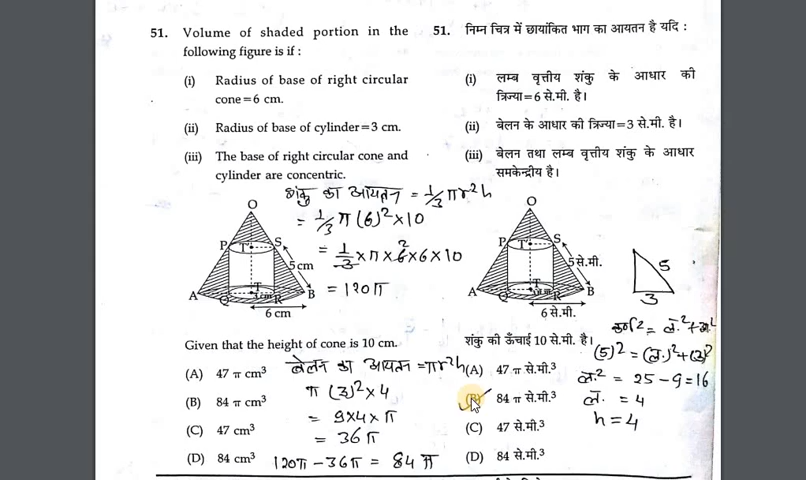 51. Volume of shaded portion in the
following figure is if :
(i) Radius of base of right circular
cone=6 cm.
(ii) Radius of base of cylinder=3 cm.
(iii) The base of right circular cone and
cylinder are concentric.
शंकु का आयतन = 1/3 πr²h
= 1/3 π(6)²×10
= 1/3 × π × 6 × 6 × 10
2
= 120π
O
P
T'
S
5 cm
A
Q
T
R
B
6 cm
Given that the height of cone is 10 cm.
(A) 47 π cm³
(B) 84 π cm³
(C) 47 cm³
(D) 84 cm³
बेलन का आयतन = πr²h
π (3)²×4
= 9×4×π
= 36π
120π − 36π = 84π
51. निम्न चित्र में छायांकित भाग का आयतन है यदि :
(i) लम्ब वृत्तीय शंकु के आधार की
त्रिज्या=6 से.मी. है।
(ii) बेलन के आधार की त्रिज्या=3 से.मी. है।
(iii) बेलन तथा लम्ब वृत्तीय शंकु के आधार
समकेन्द्रीय है।
O
P
T'
S
5 से.मी.
A
Q
T
R
B
6 से.मी.
5
3
शंकु की ऊँचाई 10 से.मी. है।
(A) 47 π से.मी.³
(B) 84 π से.मी.³
(C) 47 से.मी.³
(D) 84 से.मी.³
(5)² = (ल.)²+(3)²
ल.² = 25 − 9 = 16
ल. = 4
h = 4